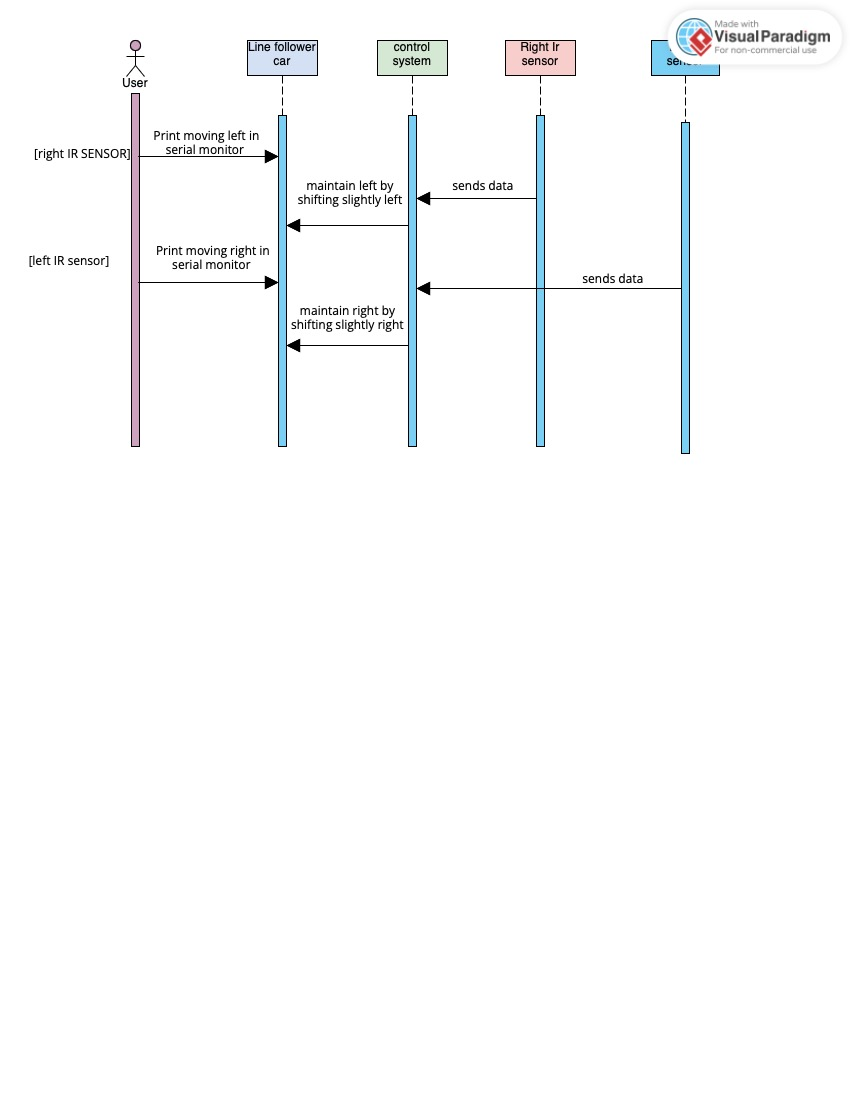 Made with
Visual Paradigm
For non-commercial use
Line follower
car
control
system
Right Ir
sensor
User
Print moving left in
serial monitor
[right IR SENSOR]
maintain left by
shifting slightly left
sends data
Print moving right in
serial monitor
[left IR sensor]
sends data
maintain right by
shifting slightly right